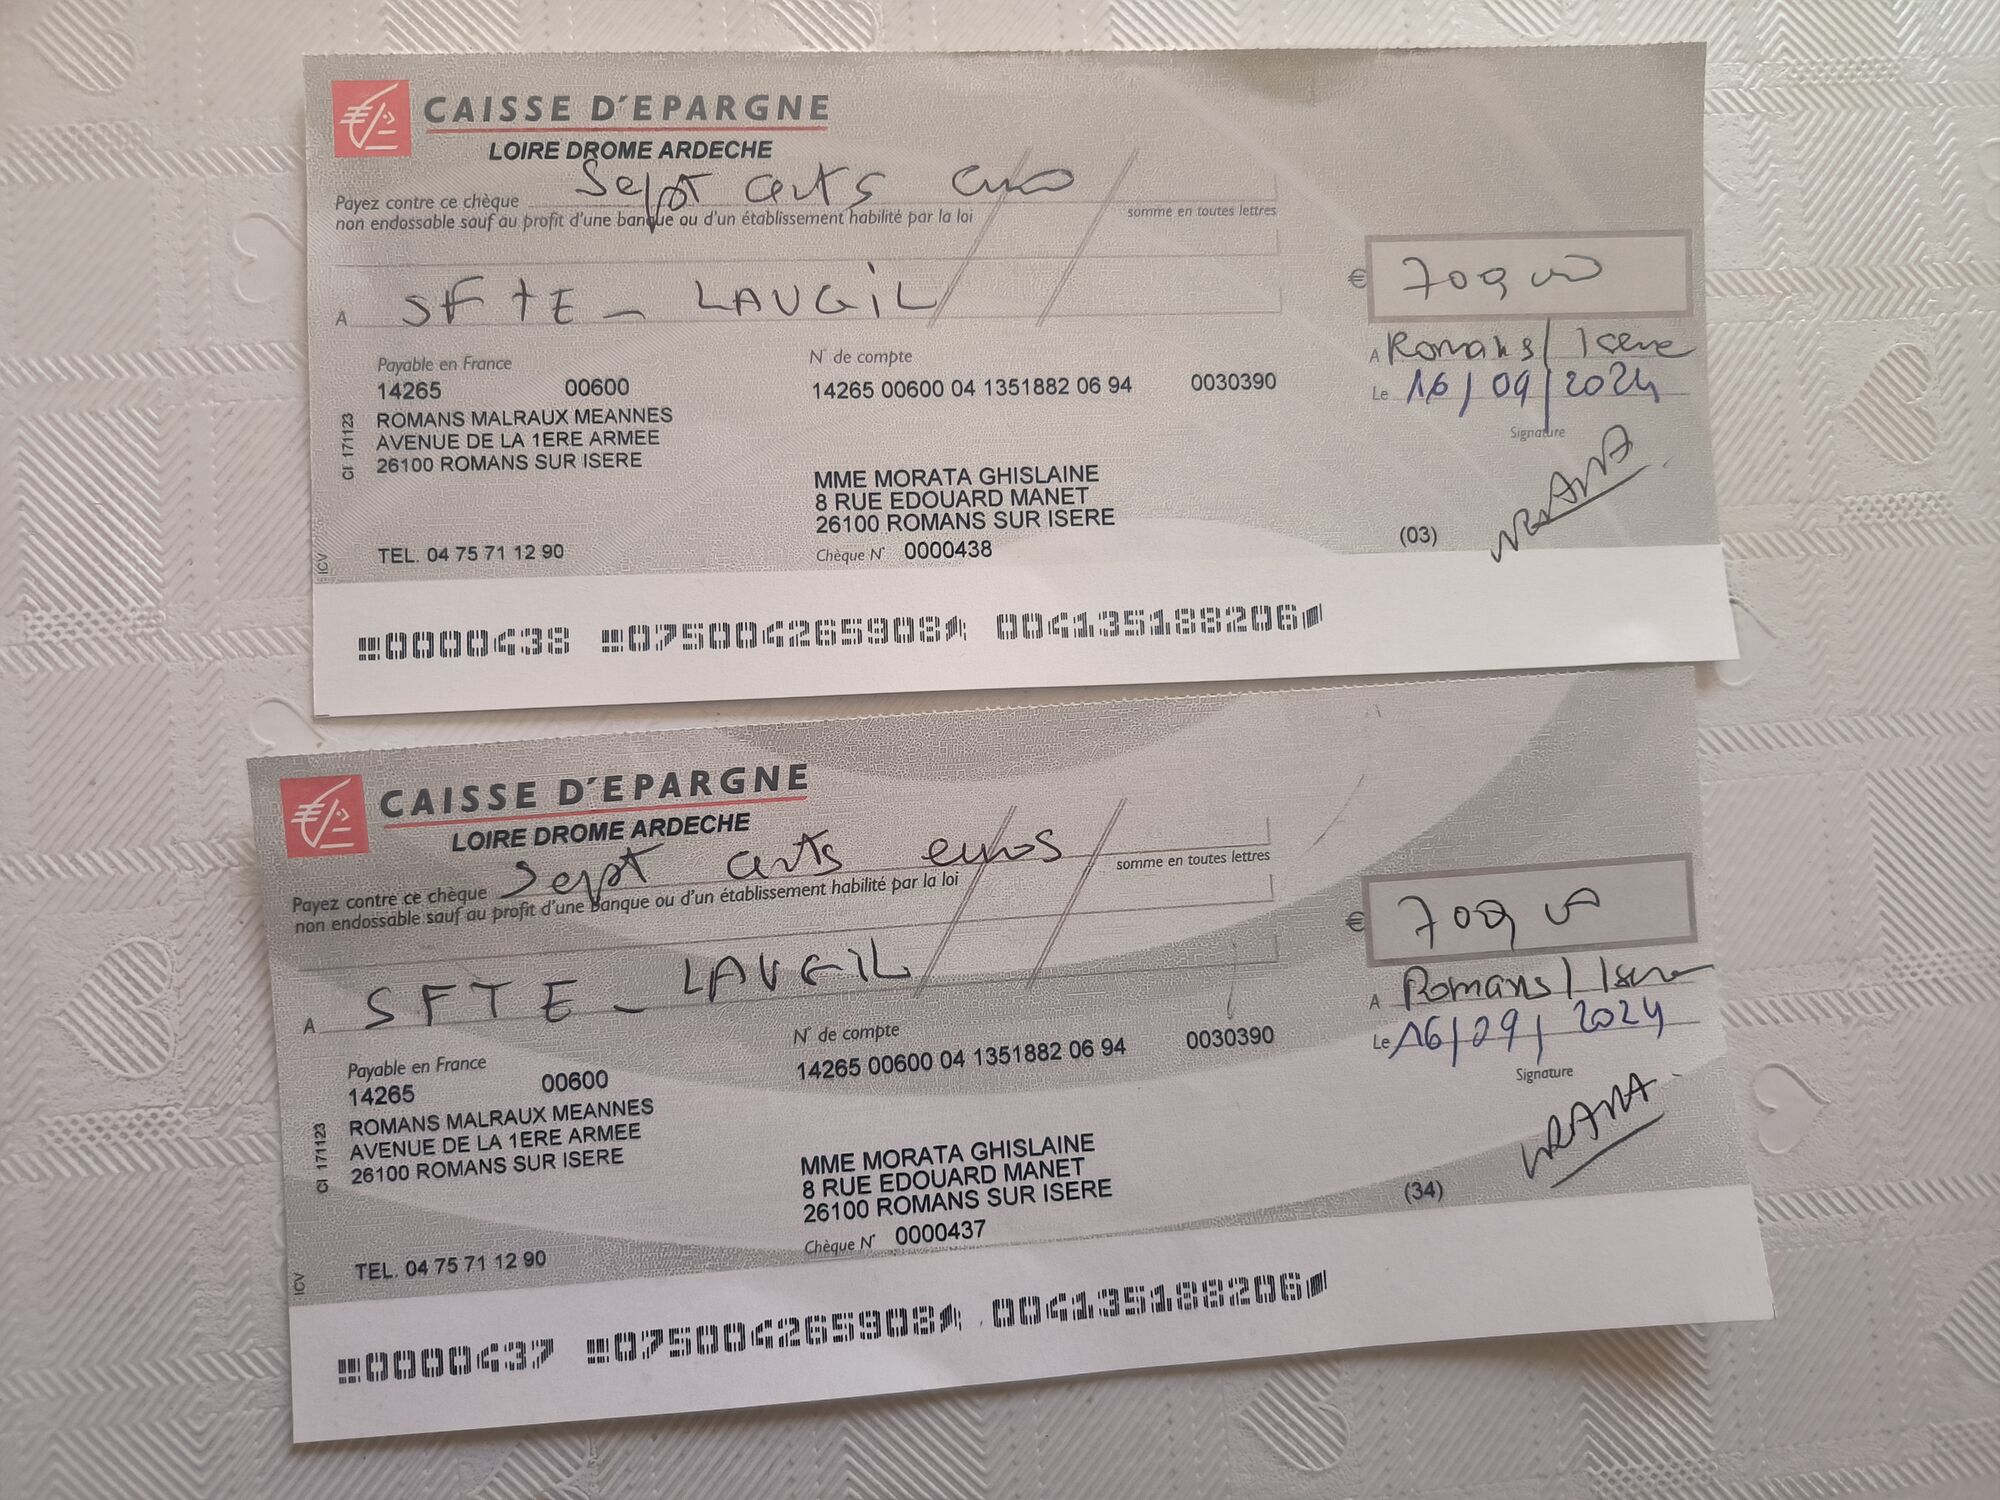 CAISSE D'EPARGNE
LOIRE DROME ARDECHE
Payez contre ce chèque sept cents euros
non endossable sauf au profit d'une banque ou d'un établissement habilité par la loi
somme en toutes lettres
€ 700,00
A SFTE - LAUGIL
A Romans / Isere
Le 16/09/2024
Signature
Payable en France
14265 00600
N° de compte
14265 00600 04 1351882 06 94 0030390
ROMANS MALRAUX MEANNES
AVENUE DE LA 1ERE ARMEE
26100 ROMANS SUR ISERE
CI 171123
MME MORATA GHISLAINE
8 RUE EDOUARD MANET
26100 ROMANS SUR ISERE
ICV
TEL. 04 75 71 12 90
Chèque N° 0000438
(03)
0000438 075004265908 004135188206
CAISSE D'EPARGNE
LOIRE DROME ARDECHE
Payez contre ce chèque sept cents euros
non endossable sauf au profit d'une banque ou d'un établissement habilité par la loi
somme en toutes lettres
€ 700,00
A SFTE - LAUGIL
A Romans / Isere
Le 16/09/2024
Signature
Payable en France
14265 00600
N° de compte
14265 00600 04 1351882 06 94 0030390
ROMANS MALRAUX MEANNES
AVENUE DE LA 1ERE ARMEE
26100 ROMANS SUR ISERE
CI 171123
MME MORATA GHISLAINE
8 RUE EDOUARD MANET
26100 ROMANS SUR ISERE
ICV
TEL. 04 75 71 12 90
Chèque N° 0000437
(34)
0000437 075004265908 004135188206